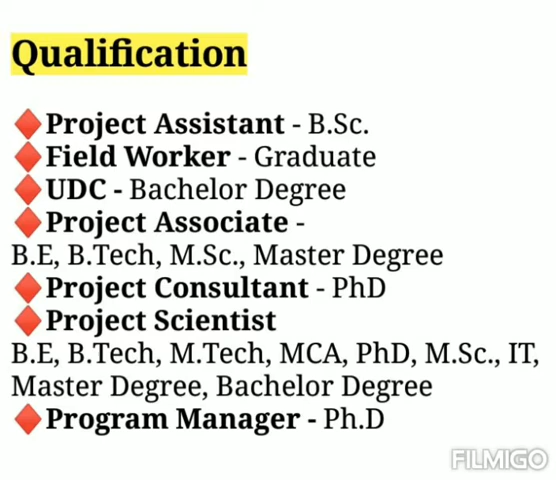 Qualification
♦Project Assistant - B.Sc.
♦Field Worker - Graduate
♦UDC - Bachelor Degree
♦Project Associate -
B.E, B.Tech, M.Sc., Master Degree
♦Project Consultant - PhD
♦Project Scientist
B.E, B.Tech, M.Tech, MCA, PhD, M.Sc., IT,
Master Degree, Bachelor Degree
♦Program Manager - Ph.D
FILMIGO